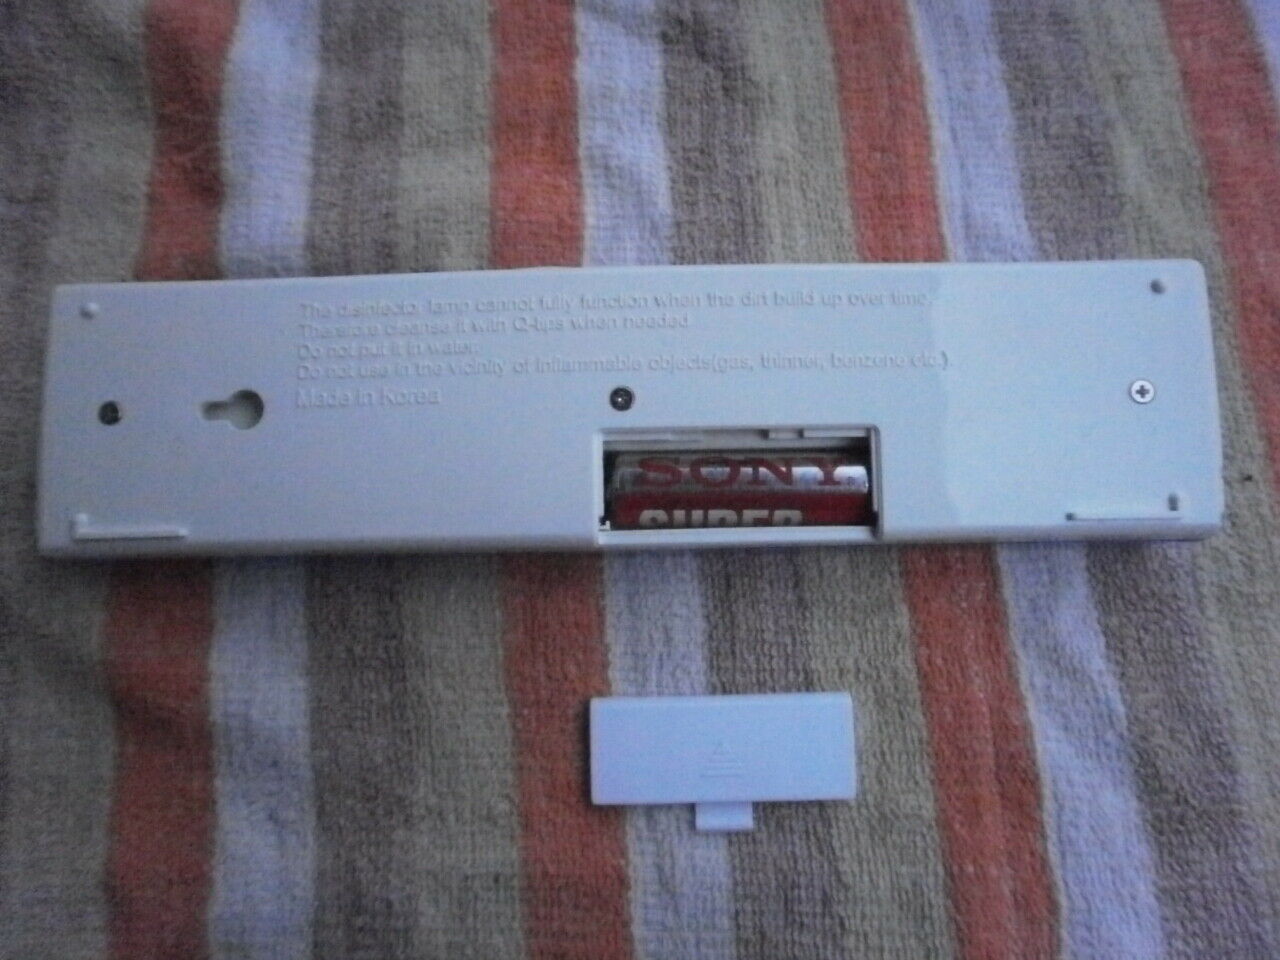 The disinfector lamp cannot fully function when the dirt build up over time.
Therefore cleanse it with Q-tips when needed
Do not put it in water.
Do not use in the vicinity of inflammable objects(gas, thinner, benzene etc.).
Made in Korea
SONY
SUPER